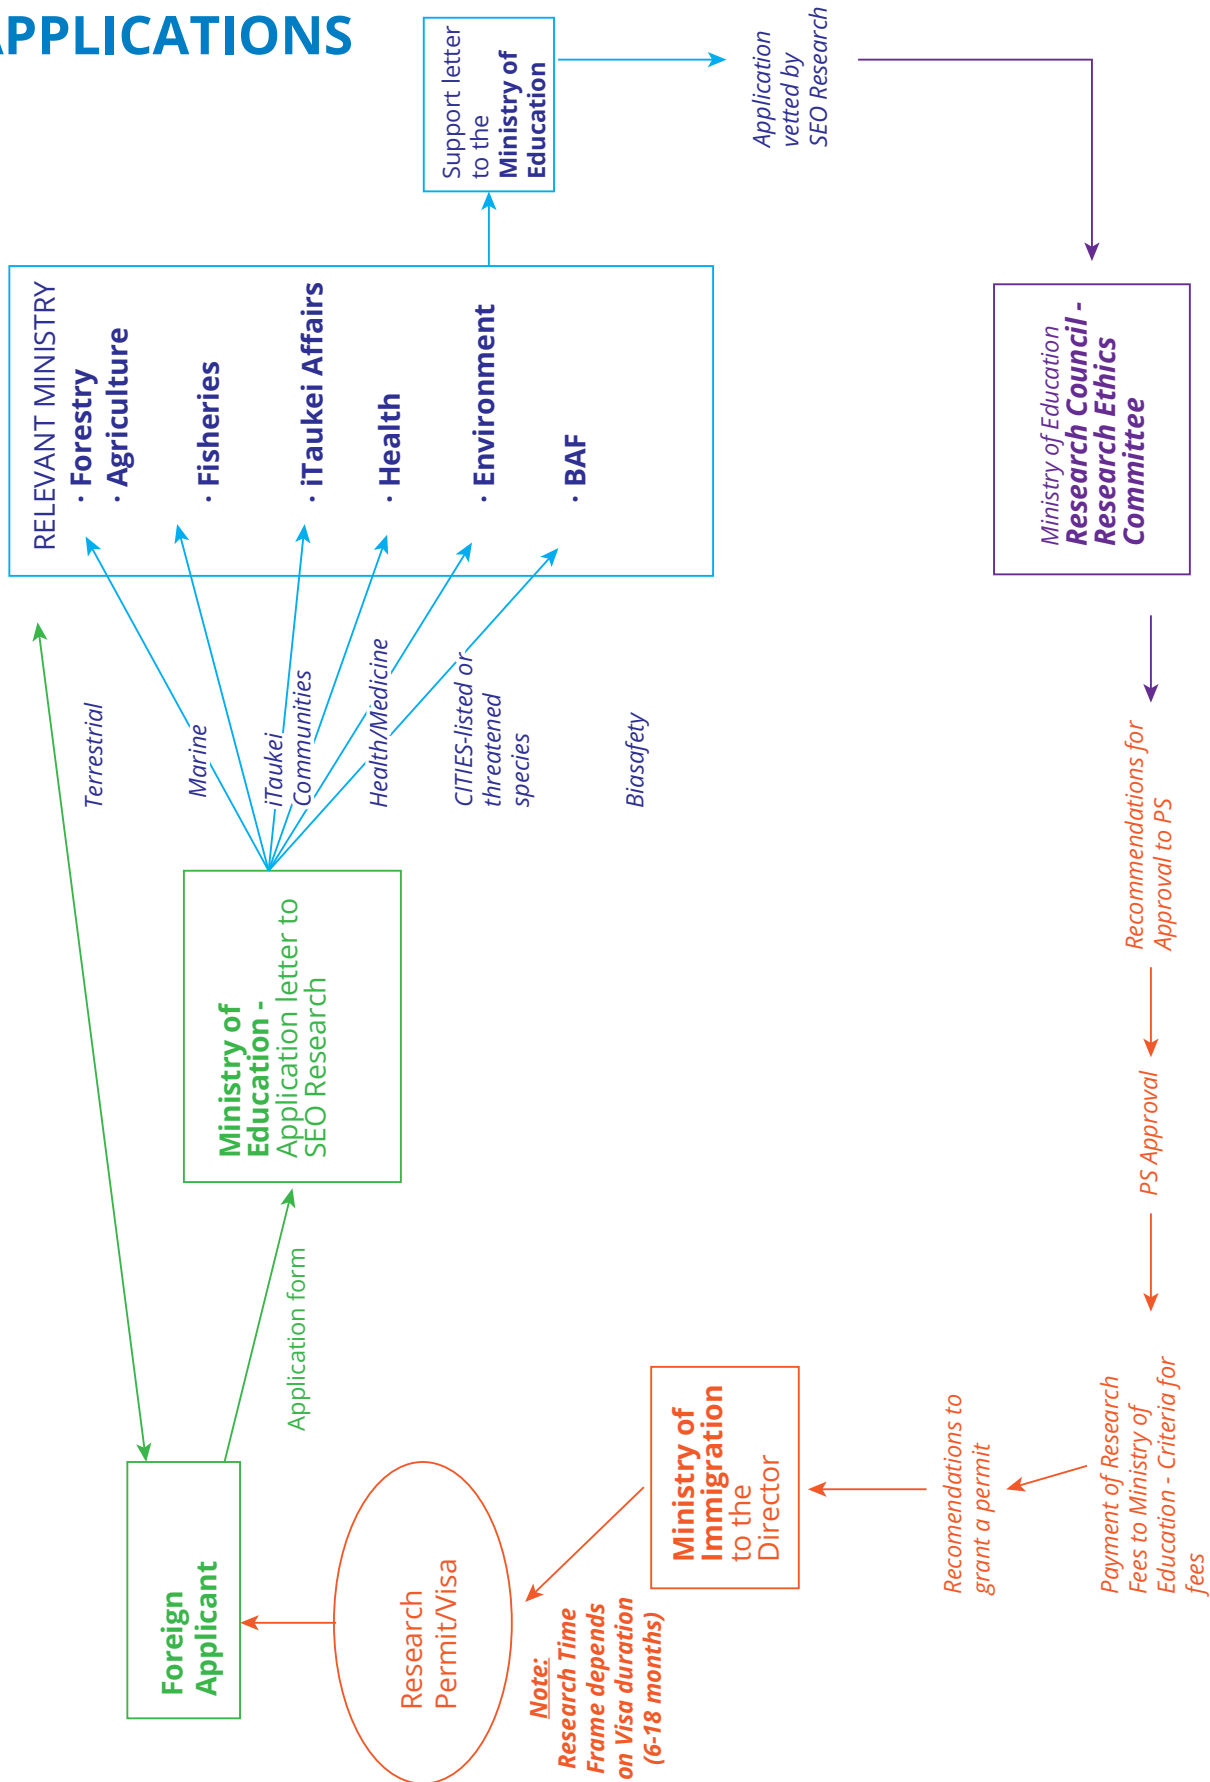 APPLICATIONS
Foreign
Applicant
Application form
Ministry of
Education -
Application letter to
SEO Research
Terrestrial
Marine
iTaukei
Communities
Health/Medicine
CITIES-listed or
threatened
species
Biasafety
RELEVANT MINISTRY
· Forestry
· Agriculture
· Fisheries
· iTaukei Affairs
· Health
· Environment
· BAF
Support letter
to the
Ministry of
Education
Application
vetted by
SEO Research
Ministry of Education
Research Council -
Research Ethics
Committee
Recommendations for
Approval to PS
PS Approval
Payment of Research
Fees to Ministry of
Education - Criteria for
fees
Recomendations to
grant a permit
Ministry of
Immigration
to the
Director
Research
Permit/Visa
Note:
Research Time
Frame depends
on Visa duration
(6-18 months)